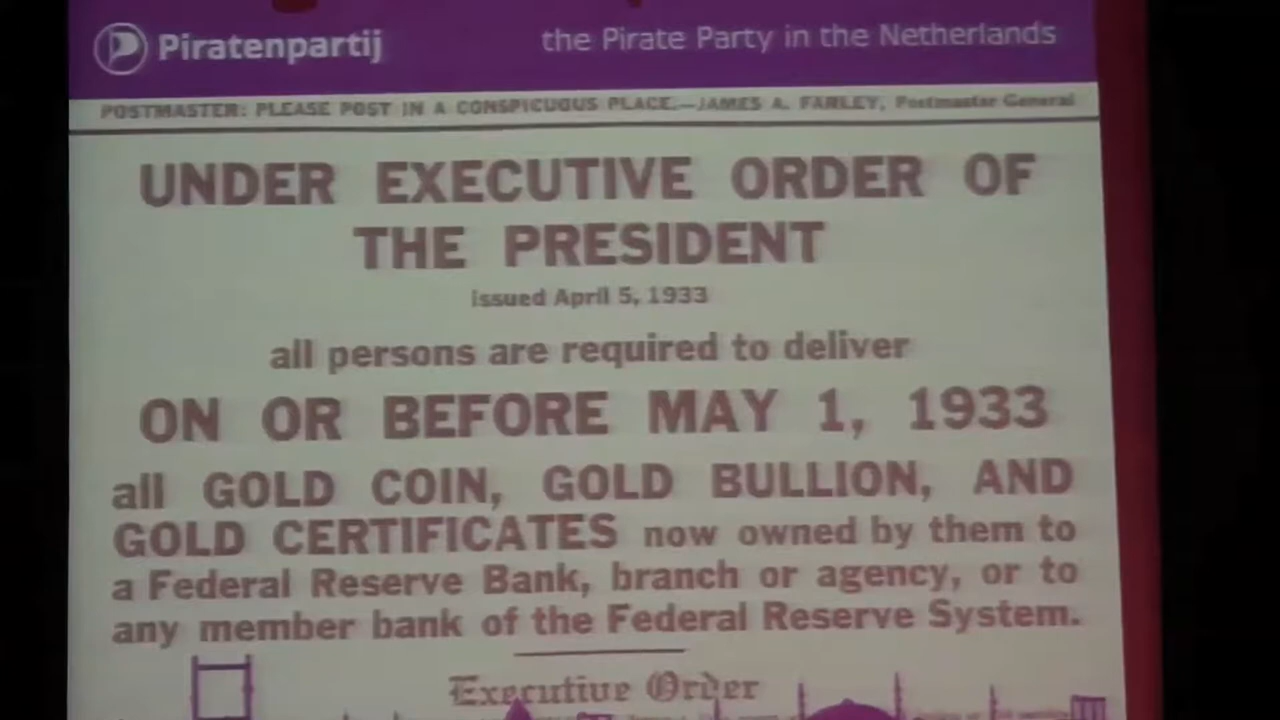 Piratenpartij
the Pirate Party in the Netherlands
POSTMASTER: PLEASE POST IN A CONSPICUOUS PLACE.—JAMES A. FARLEY, Postmaster General
UNDER EXECUTIVE ORDER OF
THE PRESIDENT
issued April 5, 1933
all persons are required to deliver
ON OR BEFORE MAY 1, 1933
all GOLD COIN, GOLD BULLION, AND
GOLD CERTIFICATES now owned by them to
a Federal Reserve Bank, branch or agency, or to
any member bank of the Federal Reserve System.
Executive Order